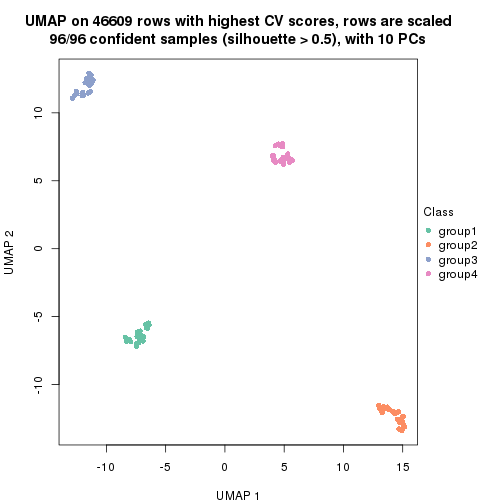 UMAP on 46609 rows with highest CV scores, rows are scaled
96/96 confident samples (silhouette > 0.5), with 10 PCs
10
5
0
-5
-10
UMAP 2
-10
-5
0
5
10
15
UMAP 1
Class
group1
group2
group3
group4